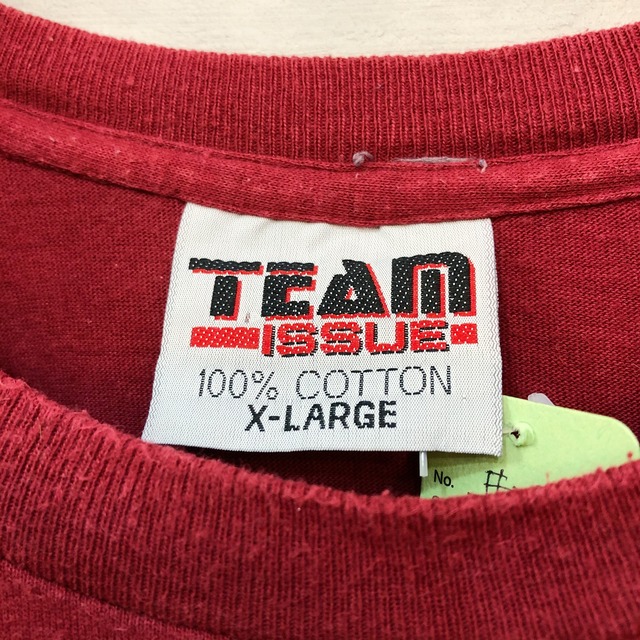 TEAM
ISSUE
100% COTTON
X-LARGE
No.